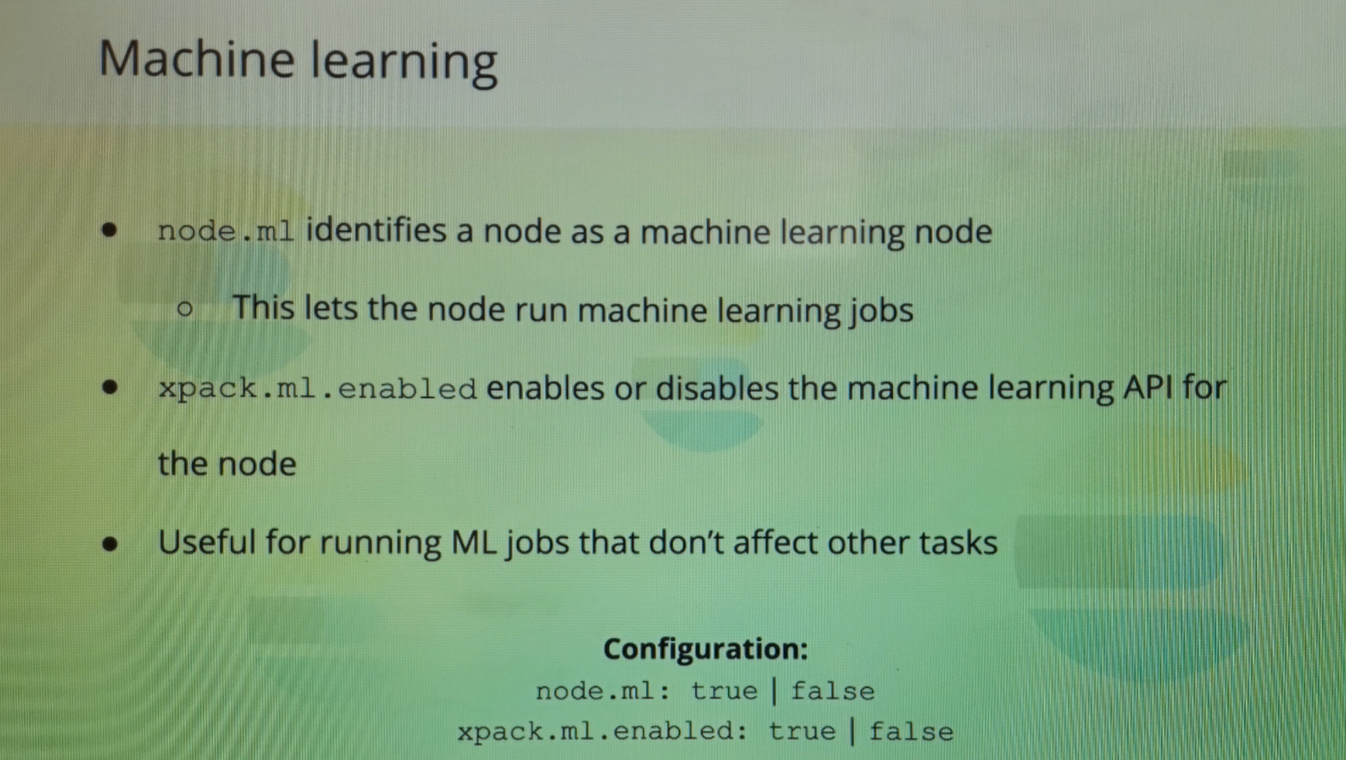 Machine learning
● node.ml identifies a node as a machine learning node
○ This lets the node run machine learning jobs
● xpack.ml.enabled enables or disables the machine learning API for
the node
● Useful for running ML jobs that don’t affect other tasks
Configuration:
node.ml: true | false
xpack.ml.enabled: true | false